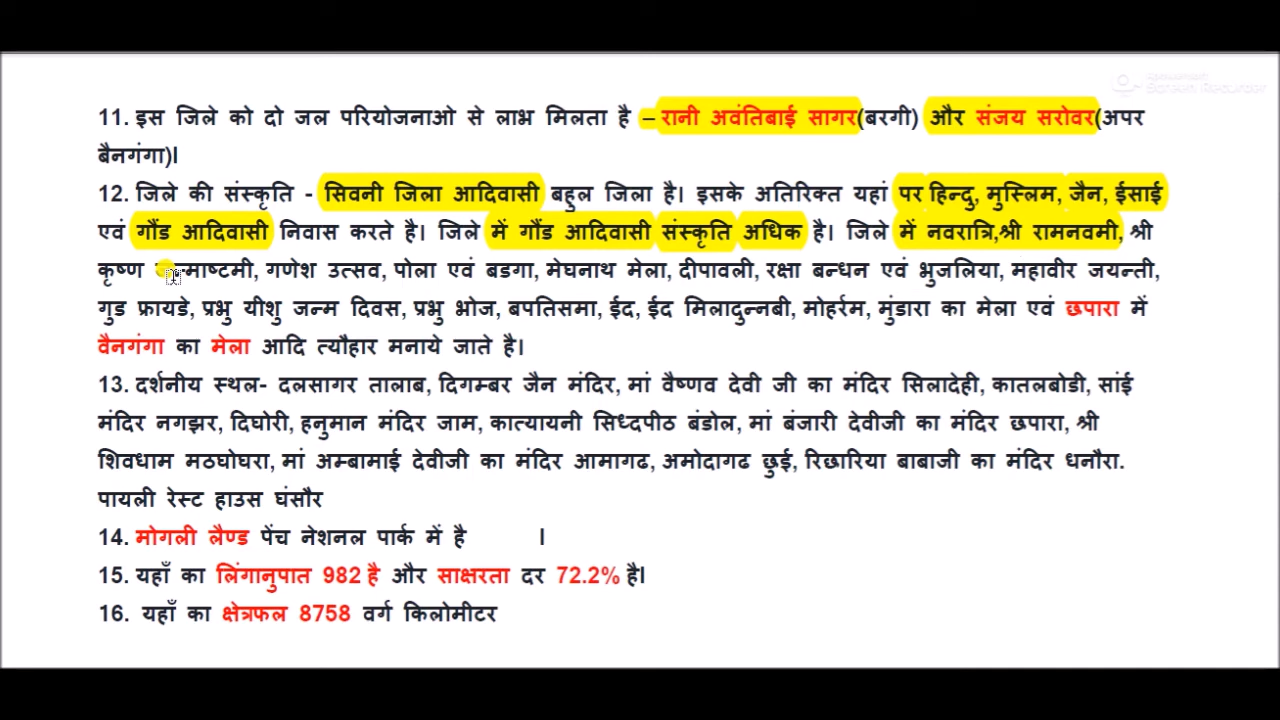 11. इस जिले को दो जल परियोजनाओ से लाभ मिलता है – रानी अवंतिबाई सागर(बरगी) और संजय सरोवर(अपर
बैनगंगा)l
12. जिले की संस्कृति - सिवनी जिला आदिवासी बहुल जिला है। इसके अतिरिक्त यहां पर हिन्दु, मुस्लिम, जैन, ईसाई
एवं गौंड आदिवासी निवास करते है। जिले में गौंड आदिवासी संस्कृति अधिक है। जिले में नवरात्रि,श्री रामनवमी, श्री
कृष्ण गणेश उत्सव, पोला एवं बडगा, मेघनाथ मेला, दीपावली, रक्षा बन्धन एवं भुजलिया, महावीर जयन्ती,
गुड फ्रायडे, प्रभु यीशु जन्म दिवस, प्रभु भोज, बपतिसमा, ईद, ईद मिलादुन्नबी, मोहर्रम, मुंडारा का मेला एवं छपारा में
वैनगंगा का मेला आदि त्यौहार मनाये जाते है।
13. दर्शनीय स्थल- दलसागर तालाब, दिगम्बर जैन मंदिर, मां वैष्णव देवी जी का मंदिर सिलादेही, कातलबोडी, सांई
मंदिर नगझर, दिघोरी, हनुमान मंदिर जाम, कात्यायनी सिध्दपीठ बंडोल, मां बंजारी देवीजी का मंदिर छपारा, श्री
शिवधाम मठघोघरा, मां अम्बामाई देवीजी का मंदिर आमागढ, अमोदागढ छुई, रिछारिया बाबाजी का मंदिर धनौरा.
पायली रेस्ट हाउस घंसौर
14. मोगली लैण्ड पेंच नेशनल पार्क में है l
15. यहाँ का लिंगानुपात 982 है और साक्षरता दर 72.2% हैl
16. यहाँ का क्षेत्रफल 8758 वर्ग किलोमीटर